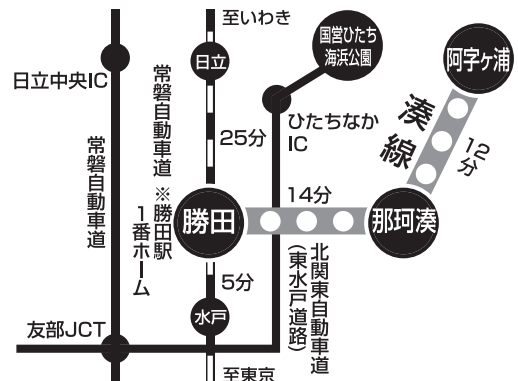 至いわき
国営ひたち
海浜公園
阿字ヶ浦
日立
日立中央IC
常磐自動車道
ひたちなか
IC
湊線
12分
25分
常磐自動車道
※勝田駅
1番ホーム
勝田
14分
那珂湊
北関東自動車道
(東水戸道路)
5分
水戸
友部JCT
至東京